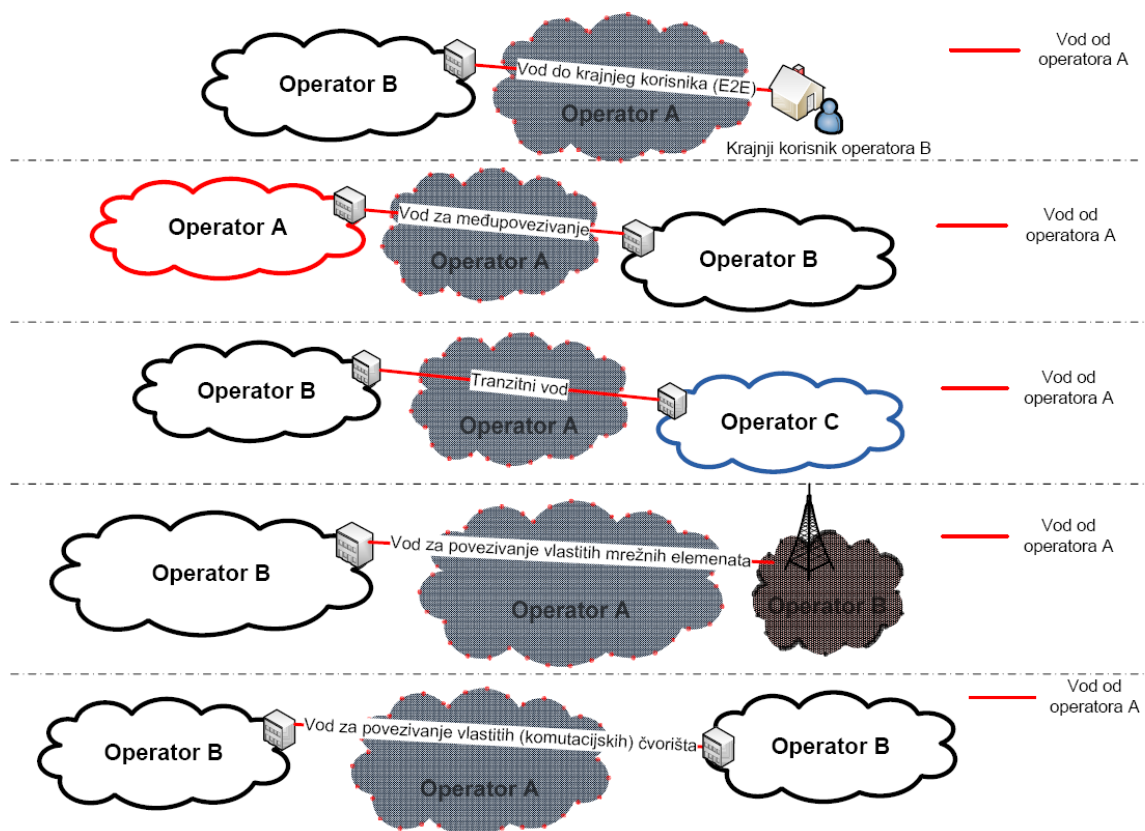 Operator B
Vod do krajnjeg korisnika (E2E)
Operator A
Krajnji korisnik operatora B
Vod od
operatora A
Operator A
Vod za međupovezivanje
Operator A
Operator B
Vod od
operatora A
Operator B
Tranzitni vod
Operator A
Operator C
Vod od
operatora A
Operator B
Vod za povezivanje vlastitih mrežnih elemenata
Operator A
Operator B
Vod od
operatora A
Operator B
Vod za povezivanje vlastitih (komutacijskih) čvorišta
Operator A
Operator B
Vod od
operatora A